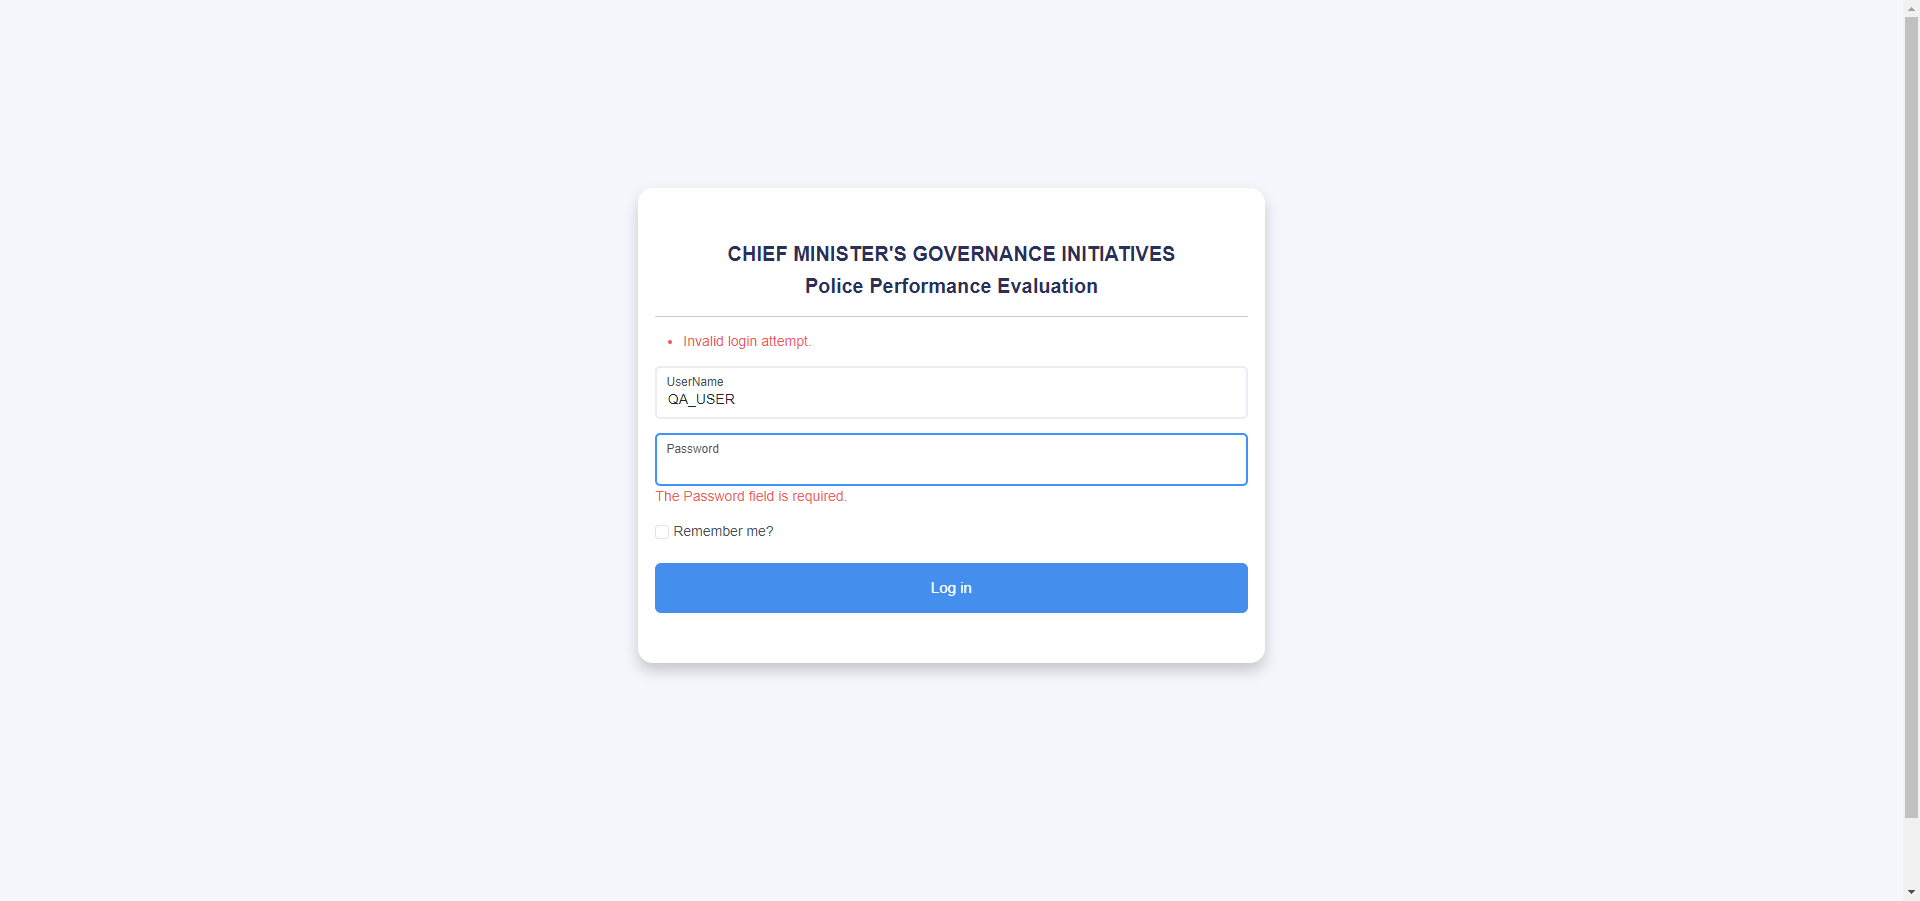 CHIEF MINISTER'S GOVERNANCE INITIATIVES
Police Performance Evaluation
• Invalid login attempt.
UserName
QA_USER
Password
The Password field is required.
Remember me?
Log in